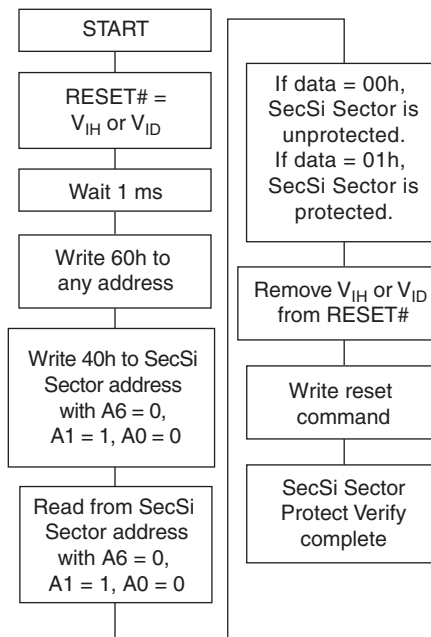 START
RESET# =
V_IH or V_ID
Wait 1 ms
Write 60h to
any address
Write 40h to SecSi
Sector address
with A6 = 0,
A1 = 1, A0 = 0
Read from SecSi
Sector address
with A6 = 0,
A1 = 1, A0 = 0
If data = 00h,
SecSi Sector is
unprotected.
If data = 01h,
SecSi Sector is
protected.
Remove V_IH or V_ID
from RESET#
Write reset
command
SecSi Sector
Protect Verify
complete